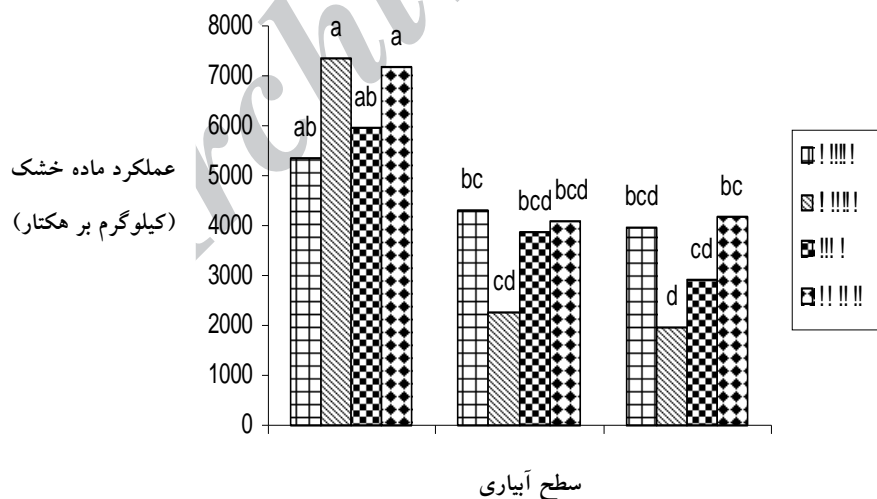 8000
7000
6000
5000
4000
3000
2000
1000
0
عملکرد ماده خشک
(کیلوگرم بر هکتار)
ab
a
ab
a
bc
cd
bcd
bcd
bcd
d
cd
bc
سطح آبیاری